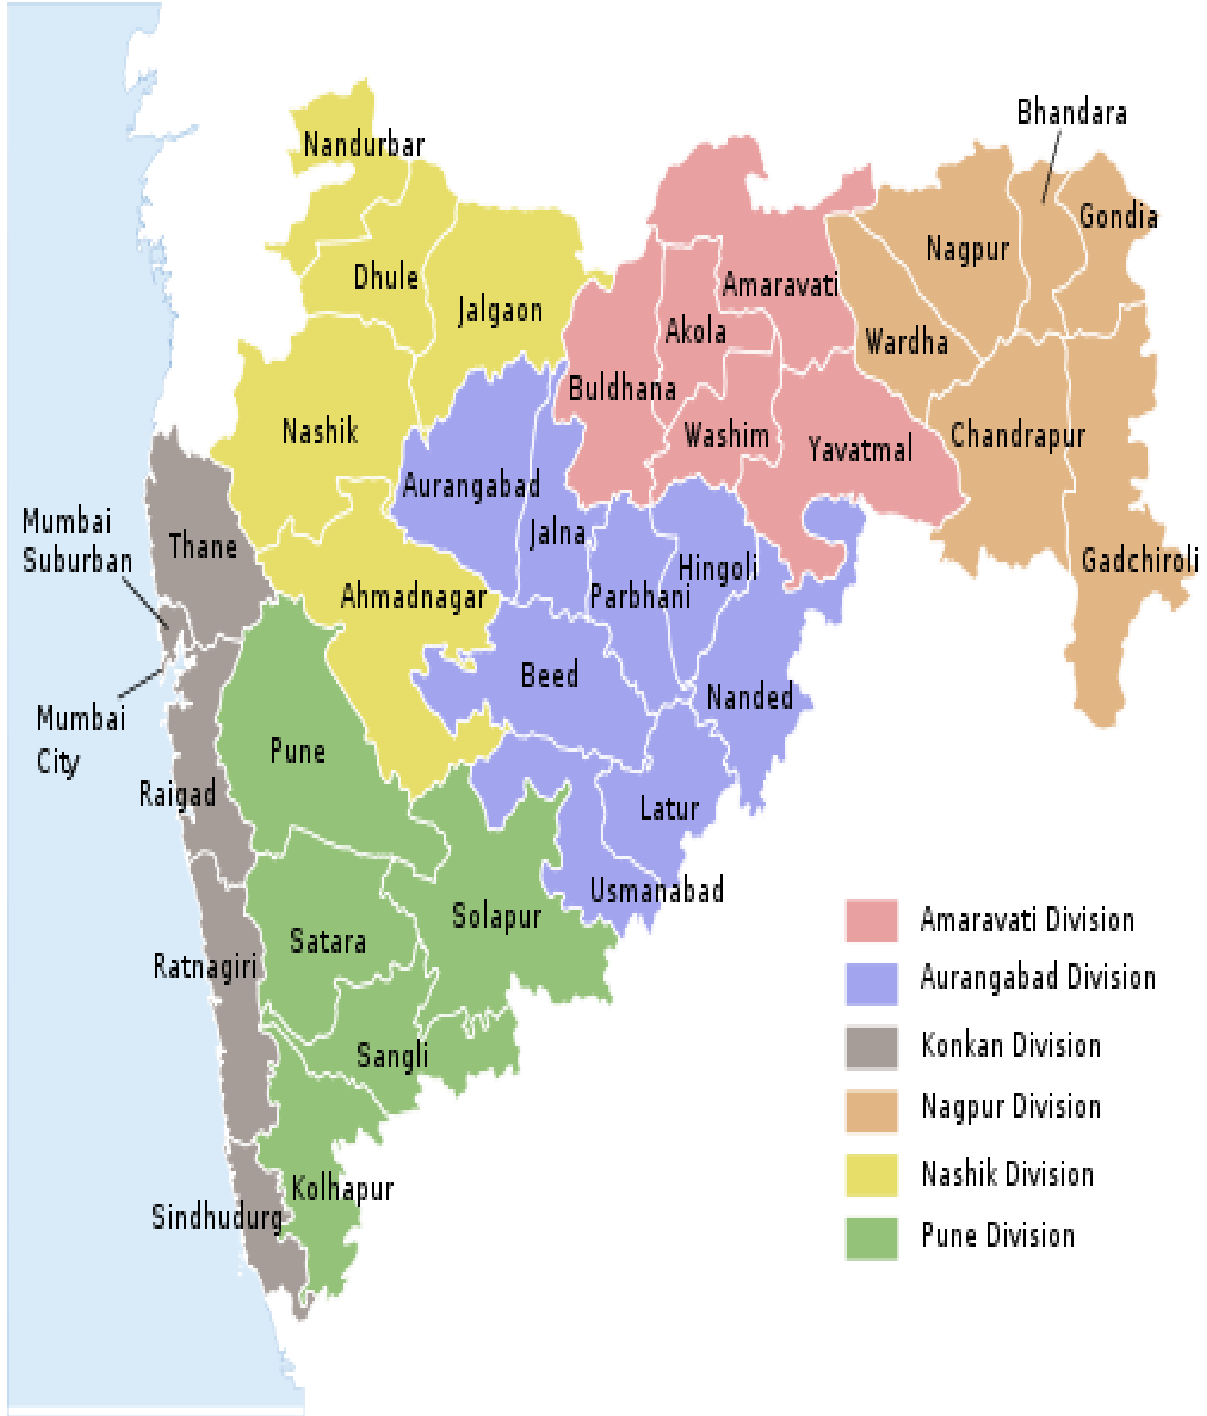 Bhandara
Nandurbar
Gondia
Nagpur
Dhule
Amaravati
Jalgaon
Akola
Wardha
Buldhana
Nashik
Washim
Yavatmal
Chandrapur
Aurangabad
Mumbai
Suburban
Thane
Jalna
Hingoli
Gadchiroli
Ahmadnagar
Parbhani
Beed
Nanded
Mumbai
City
Pune
Raigad
Latur
Usmanabad
Solapur
Satara
Ratnagiri
Sangli
Kolhapur
Sindhudurg
Amaravati Division
Aurangabad Division
Konkan Division
Nagpur Division
Nashik Division
Pune Division